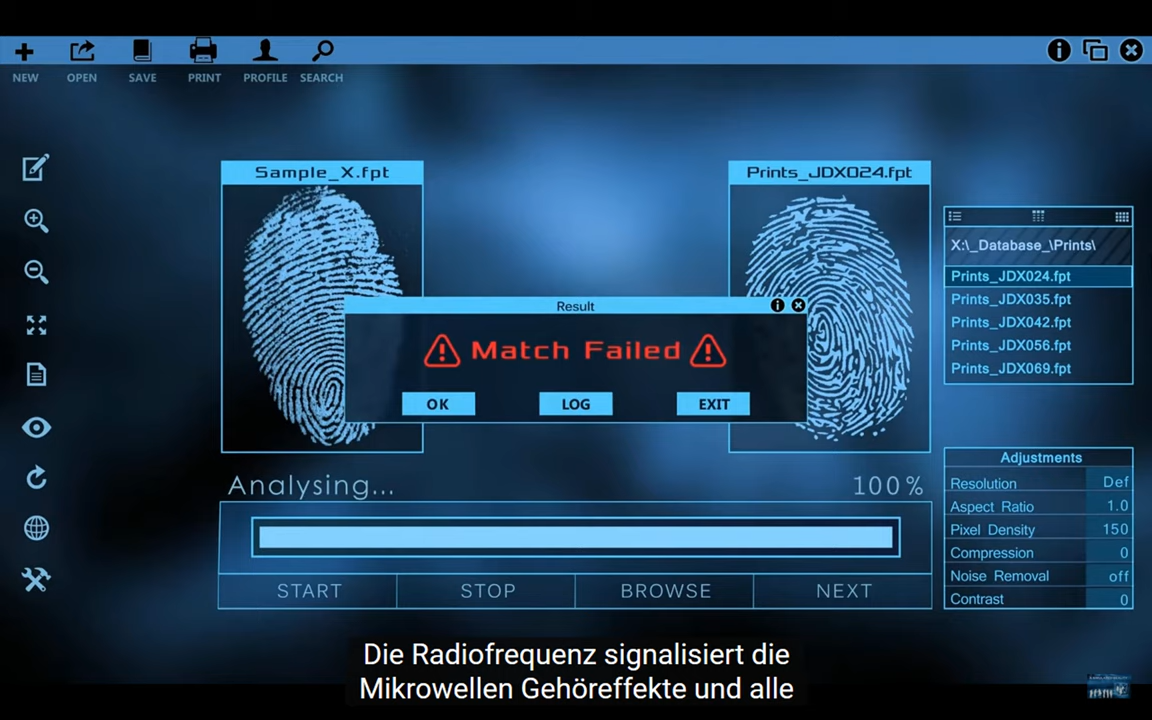 NEW OPEN SAVE PRINT PROFILE SEARCH
Sample_X.fpt
Prints_JDX024.fpt
X:\_Database_\Prints\
Prints_JDX024.fpt
Prints_JDX035.fpt
Prints_JDX042.fpt
Prints_JDX056.fpt
Prints_JDX069.fpt
Result
Match Failed
OK LOG EXIT
Analysing... 100%
START STOP BROWSE NEXT
Adjustments
Resolution Def
Aspect Ratio 1.0
Pixel Density 150
Compression 0
Noise Removal off
Contrast 0
Die Radiofrequenz signalisiert die
Mikrowellen Gehöreffekte und alle